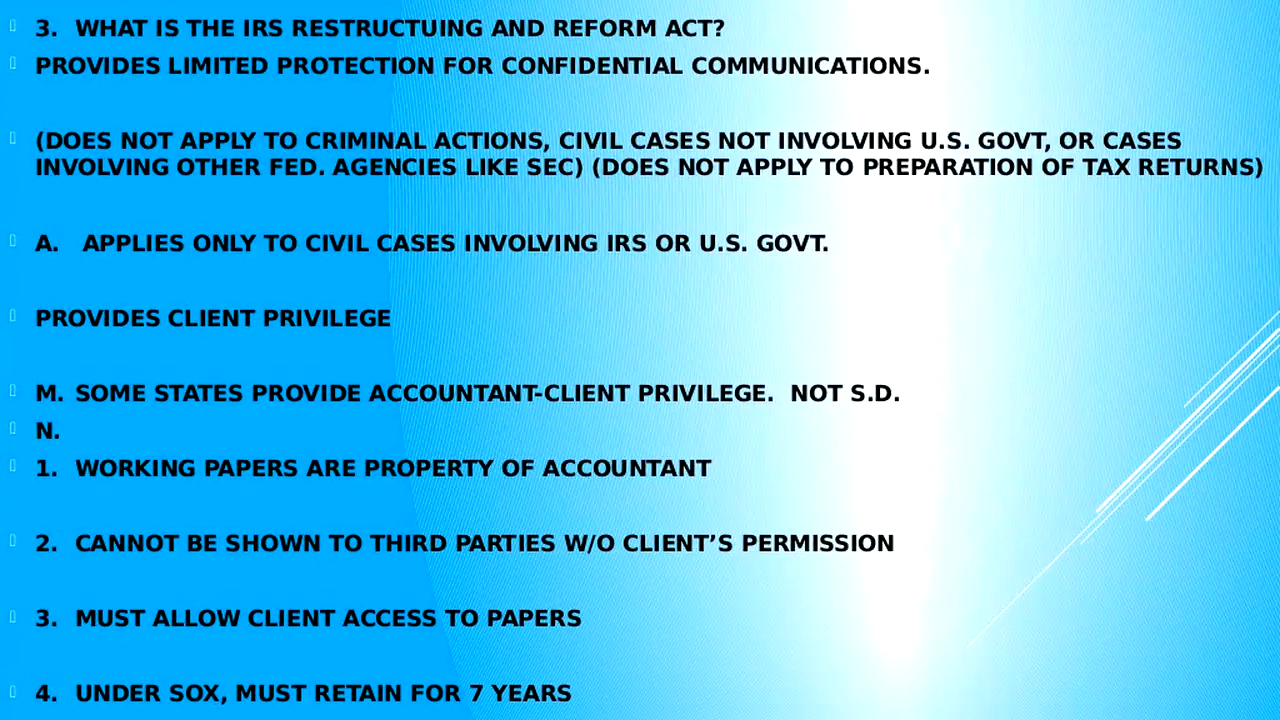 3. WHAT IS THE IRS RESTRUCTUING AND REFORM ACT?
PROVIDES LIMITED PROTECTION FOR CONFIDENTIAL COMMUNICATIONS.
(DOES NOT APPLY TO CRIMINAL ACTIONS, CIVIL CASES NOT INVOLVING U.S. GOVT, OR CASES
INVOLVING OTHER FED. AGENCIES LIKE SEC) (DOES NOT APPLY TO PREPARATION OF TAX RETURNS)
A. APPLIES ONLY TO CIVIL CASES INVOLVING IRS OR U.S. GOVT.
PROVIDES CLIENT PRIVILEGE
M. SOME STATES PROVIDE ACCOUNTANT-CLIENT PRIVILEGE. NOT S.D.
N.
1. WORKING PAPERS ARE PROPERTY OF ACCOUNTANT
2. CANNOT BE SHOWN TO THIRD PARTIES W/O CLIENT’S PERMISSION
3. MUST ALLOW CLIENT ACCESS TO PAPERS
4. UNDER SOX, MUST RETAIN FOR 7 YEARS